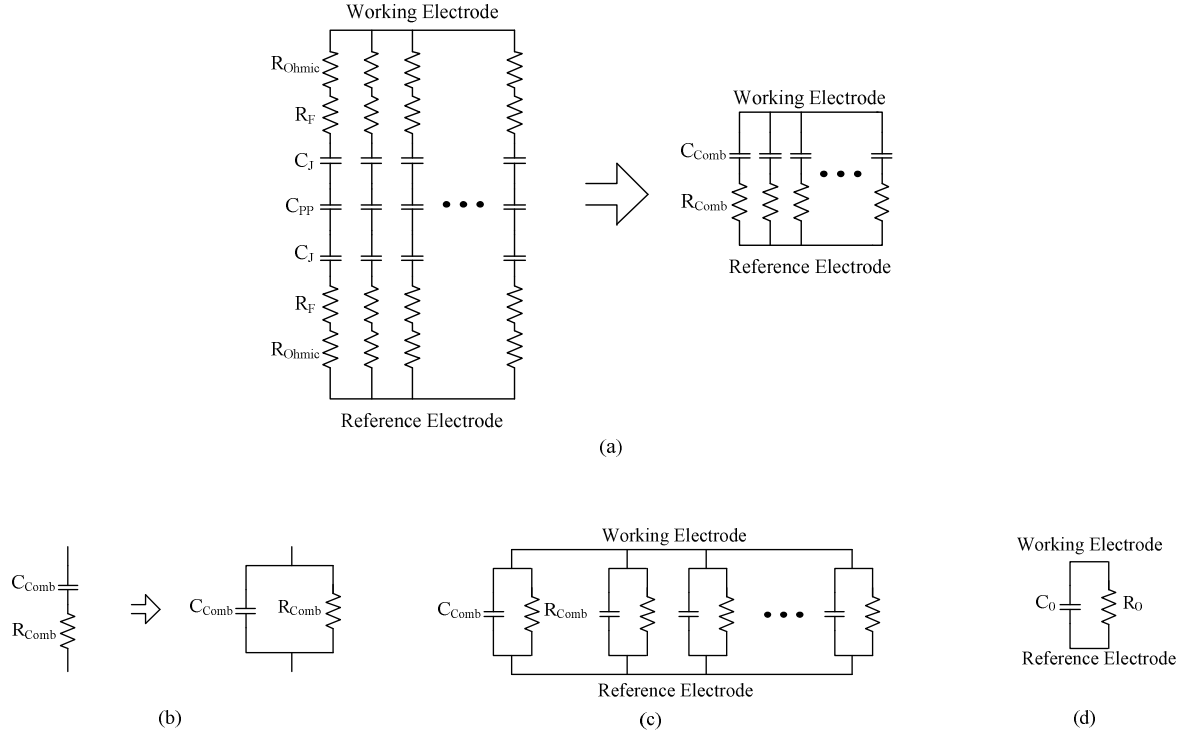 Working Electrode
R_Ohmic
R_F
C_J
C_PP
C_J
R_F
R_Ohmic
Reference Electrode
Working Electrode
C_Comb
R_Comb
Reference Electrode
(a)
C_Comb
R_Comb
C_Comb
R_Comb
(b)
Working Electrode
C_Comb
R_Comb
Reference Electrode
(c)
Working Electrode
C_0
R_O
Reference Electrode
(d)